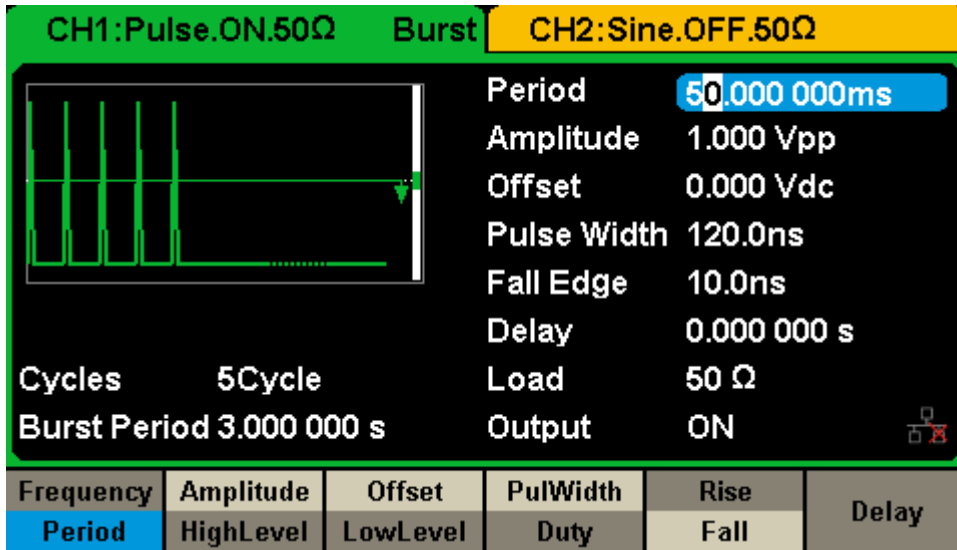 CH1:Pulse.ON.50Ω Burst CH2:Sine.OFF.50Ω
Period 50.000 000ms
Amplitude 1.000 Vpp
Offset 0.000 Vdc
Pulse Width 120.0ns
Fall Edge 10.0ns
Delay 0.000 000 s
Cycles 5Cycle Load 50 Ω
Burst Period 3.000 000 s Output ON
Frequency Amplitude Offset PulWidth Rise Delay
Period HighLevel LowLevel Duty Fall